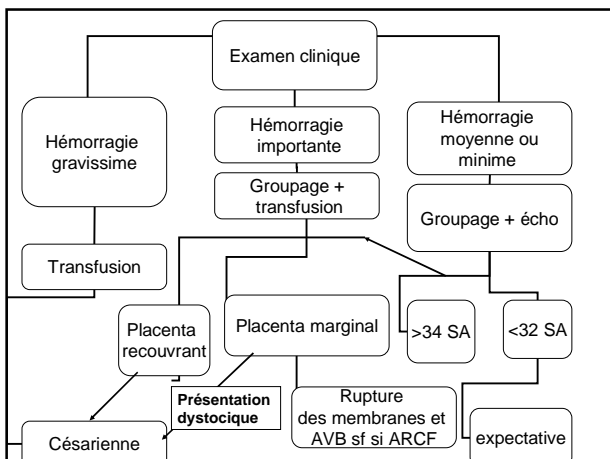 Examen clinique
Hémorragie
gravissime
Hémorragie
importante
Hémorragie
moyenne ou
minime
Groupage +
transfusion
Groupage + écho
Transfusion
Placenta
recouvrant
Placenta marginal
>34 SA
<32 SA
Présentation
dystocique
Rupture
des membranes et
AVB sf si ARCF
Césarienne
expectative